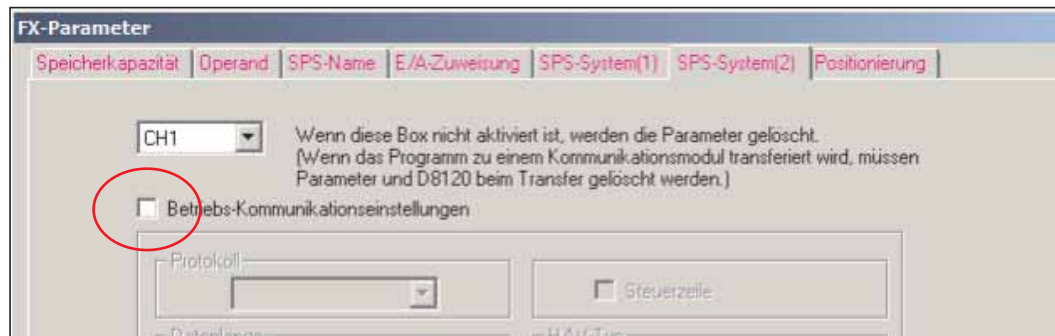 FX-Parameter
Speicherkapazität Operand SPS-Name E/A-Zuweisung SPS-System(1) SPS-System(2) Positionierung
CH1
Wenn diese Box nicht aktiviert ist, werden die Parameter gelöscht.
(Wenn das Programm zu einem Kommunikationsmodul transferiert wird, müssen
Parameter und D8120 beim Transfer gelöscht werden.)
Betriebs-Kommunikationseinstellungen
Protokoll
Steuerzeile